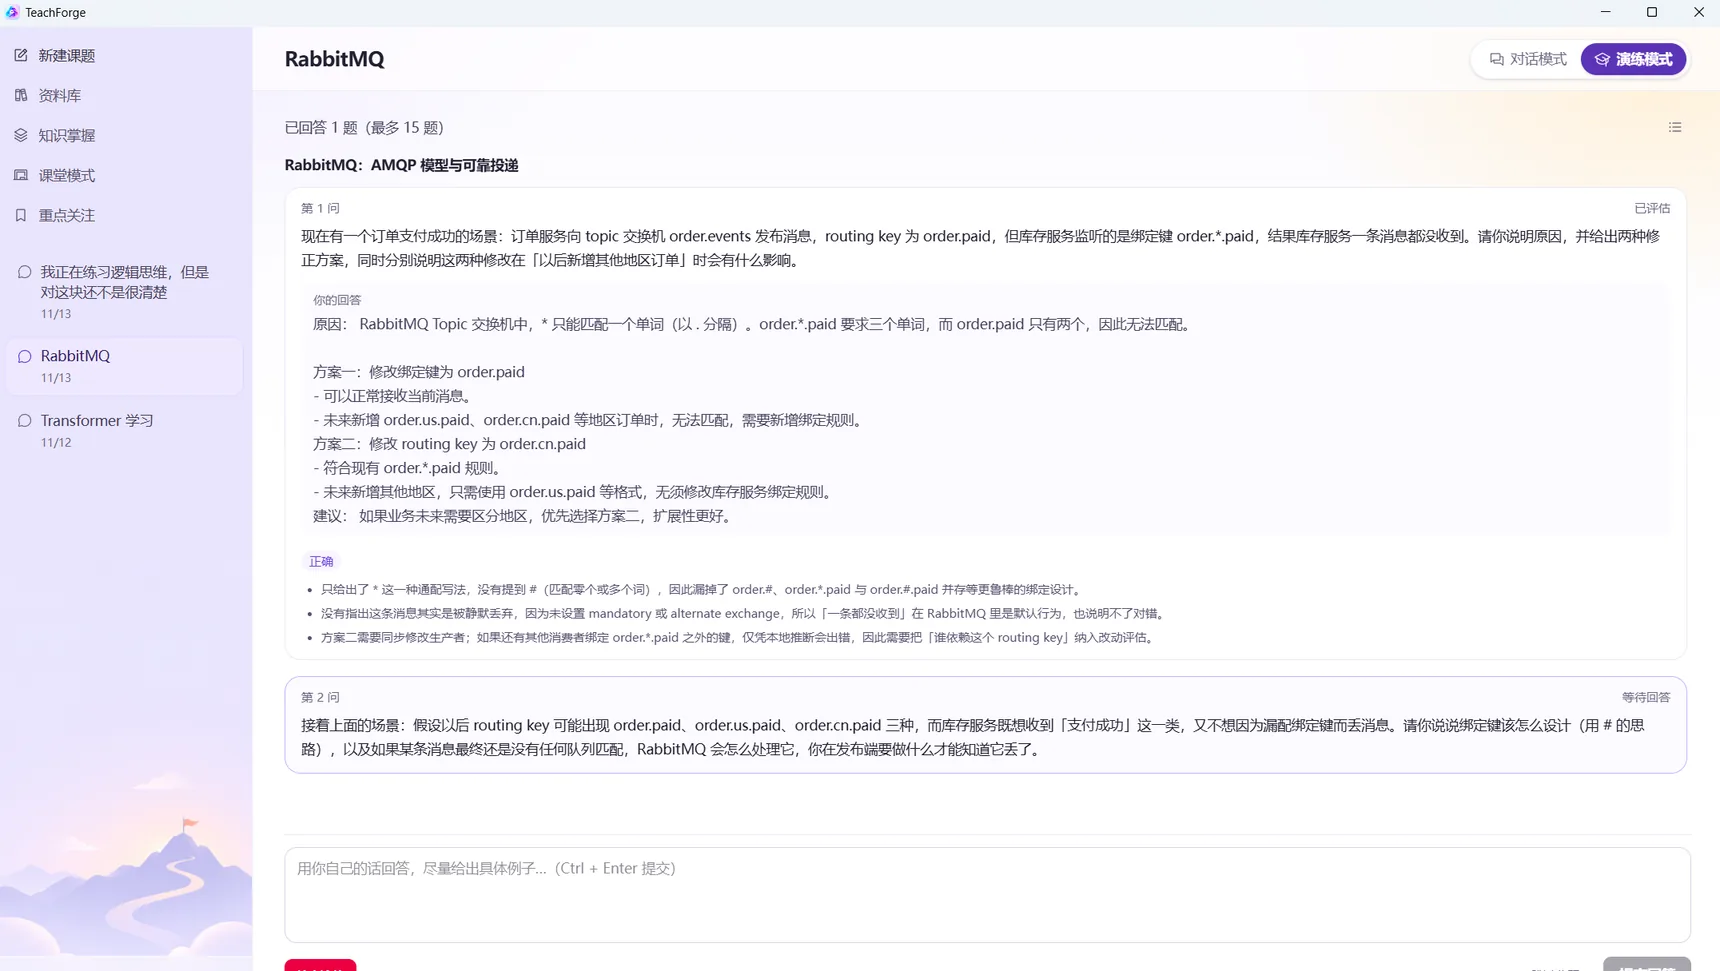 TeachForge
新建课题
资料库
知识掌握
课堂模式
重点关注
我正在练习逻辑思维，但是
对这块还不是很清楚
11/13
RabbitMQ
11/13
Transformer 学习
11/12
RabbitMQ
对话模式
演练模式
已回答 1 题（最多 15 题）
RabbitMQ：AMQP 模型与可靠投递
第 1 问
已评估
现在有一个订单支付成功的场景：订单服务向 topic 交换机 order.events 发布消息，routing key 为 order.paid，但库存服务监听的是绑定键 order.*.paid，结果库存服务一条消息都没收到。请你说明原因，并给出两种修
正方案，同时分别说明这两种修改在「以后新增其他地区订单」时会有什么影响。
你的回答
原因： RabbitMQ Topic 交换机中，* 只能匹配一个单词（以 . 分隔）。order.*.paid 要求三个单词，而 order.paid 只有两个，因此无法匹配。
方案一：修改绑定键为 order.paid
- 可以正常接收当前消息。
- 未来新增 order.us.paid、order.cn.paid 等地区订单时，无法匹配，需要新增绑定规则。
方案二：修改 routing key 为 order.cn.paid
- 符合现有 order.*.paid 规则。
- 未来新增其他地区，只需使用 order.us.paid 等格式，无须修改库存服务绑定规则。
建议： 如果业务未来需要区分地区，优先选择方案二，扩展性更好。
正确
• 只给出了 * 这一种通配写法，没有提到 #（匹配零个或多个词），因此漏掉了 order.#、order.*.paid 与 order.#.paid 并存等更鲁棒的绑定设计。
• 没有指出这条消息其实是被静默丢弃，因为未设置 mandatory 或 alternate exchange，所以「一条都没收到」在 RabbitMQ 里是默认行为，也说明不了对错。
• 方案二需要同步修改生产者；如果还有其他消费者绑定 order.*.paid 之外的键，仅凭本地推断会出错，因此需要把「谁依赖这个 routing key」纳入改动评估。
第 2 问
等待回答
接着上面的场景：假设以后 routing key 可能出现 order.paid、order.us.paid、order.cn.paid 三种，而库存服务既想收到「支付成功」这一类，又不想因为漏配绑定键而丢消息。请你说说绑定键该怎么设计（用 # 的思
路），以及如果某条消息最终还是没有任何队列匹配，RabbitMQ 会怎么处理它，你在发布端要做什么才能知道它丢了。
用你自己的话回答，尽量给出具体例子...（Ctrl + Enter 提交）